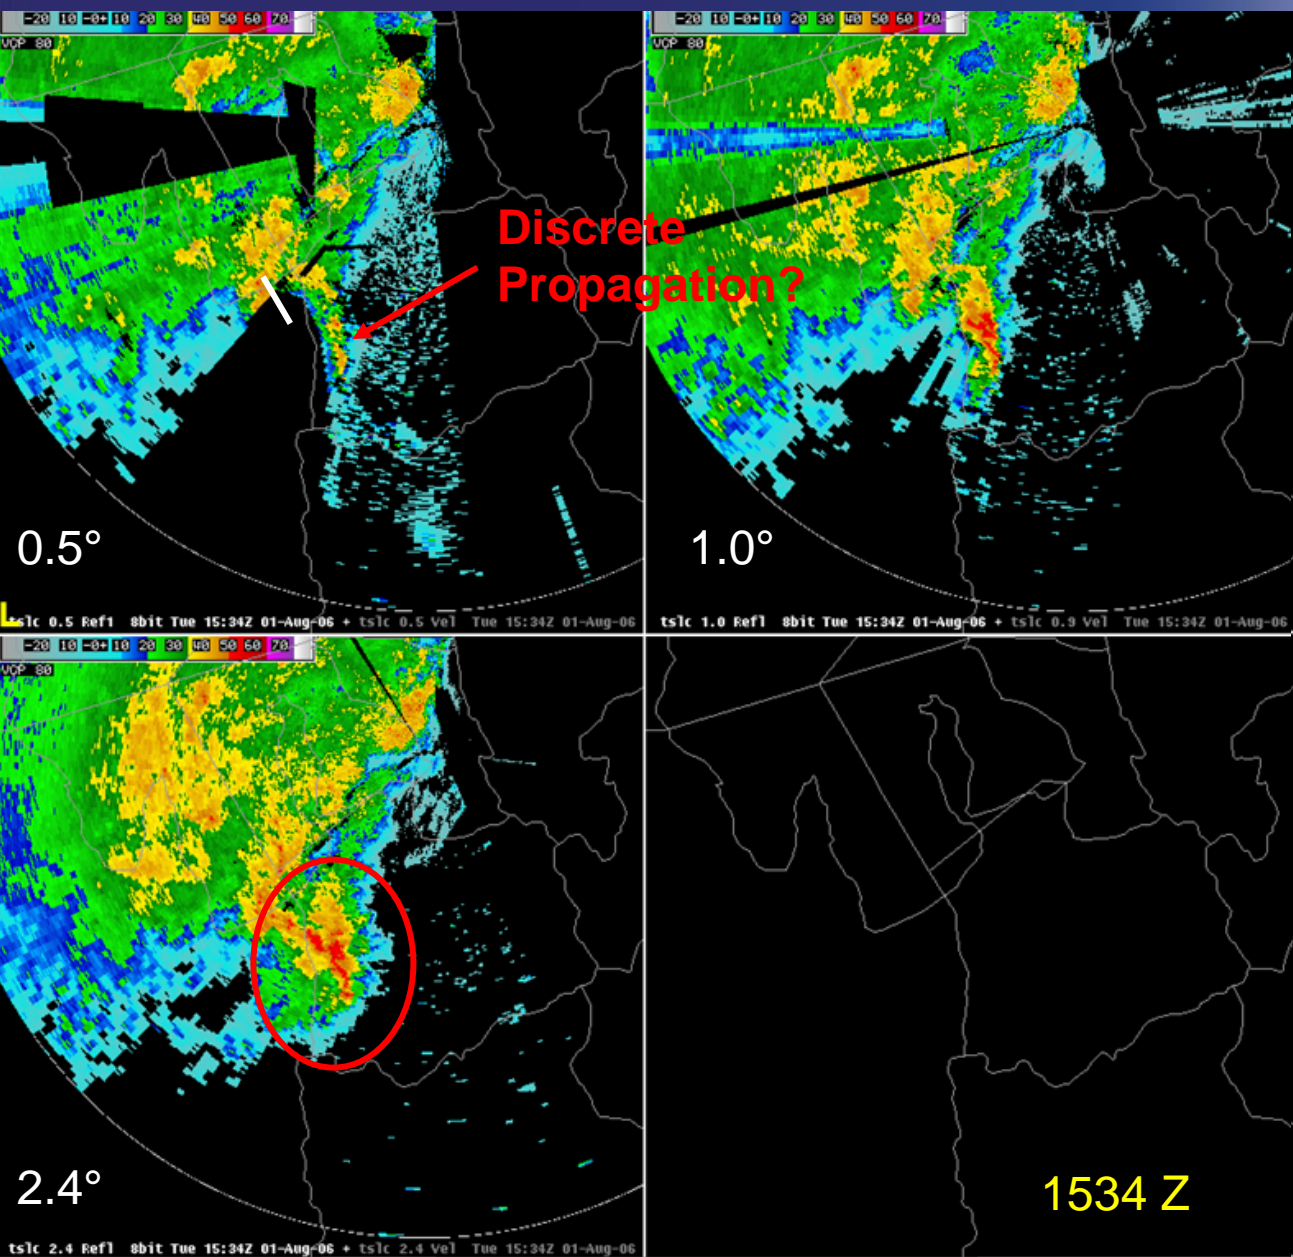 -20 10 -0+ 10 20 30 40 50 60 70
VCP 80
-20 10 -0+ 10 20 30 40 50 60 70
VCP 80
Discrete
Propagation?
0.5°
1.0°
tslc 0.5 Refl 8bit Tue 15:34Z 01-Aug-06 + tslc 0.5 Vel Tue 15:34Z 01-Aug-06
tslc 1.0 Refl 8bit Tue 15:34Z 01-Aug-06 + tslc 0.9 Vel Tue 15:34Z 01-Aug-06
-20 10 -0+ 10 20 30 40 50 60 70
VCP 80
2.4°
1534 Z
tslc 2.4 Refl 8bit Tue 15:34Z 01-Aug-06 + tslc 2.4 Vel Tue 15:34Z 01-Aug-06